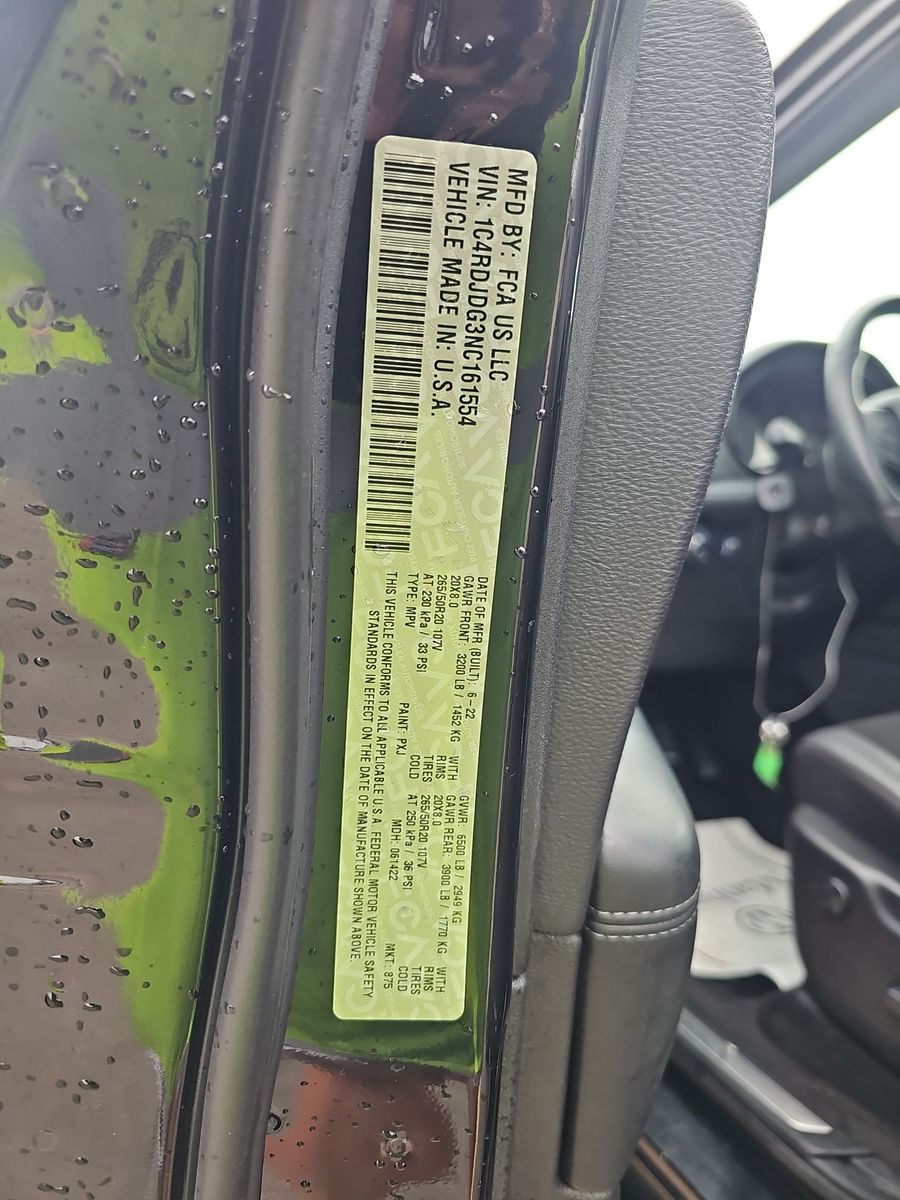 MFD BY: FCA US LLC
VIN: 1C4RDJDG3NC161554
VEHICLE MADE IN: U.S.A.
DATE OF MFR (BUILT): 6-22 GVWR: 6500 LB / 2949 KG
GAWR FRONT: 3200 LB / 1452 KG WITH GAWR REAR: 3900 LB / 1770 KG WITH
20X8.0 RIMS 20X8.0 RIMS
265/50R20 107V TIRES 265/50R20 107V TIRES
AT 230 kPa / 33 PSI COLD AT 250 kPa / 36 PSI COLD
TYPE: MPV PAINT: PXJ MDH: 061422 MKT: 875
THIS VEHICLE CONFORMS TO ALL APPLICABLE U.S.A. FEDERAL MOTOR VEHICLE SAFETY
STANDARDS IN EFFECT ON THE DATE OF MANUFACTURE SHOWN ABOVE.